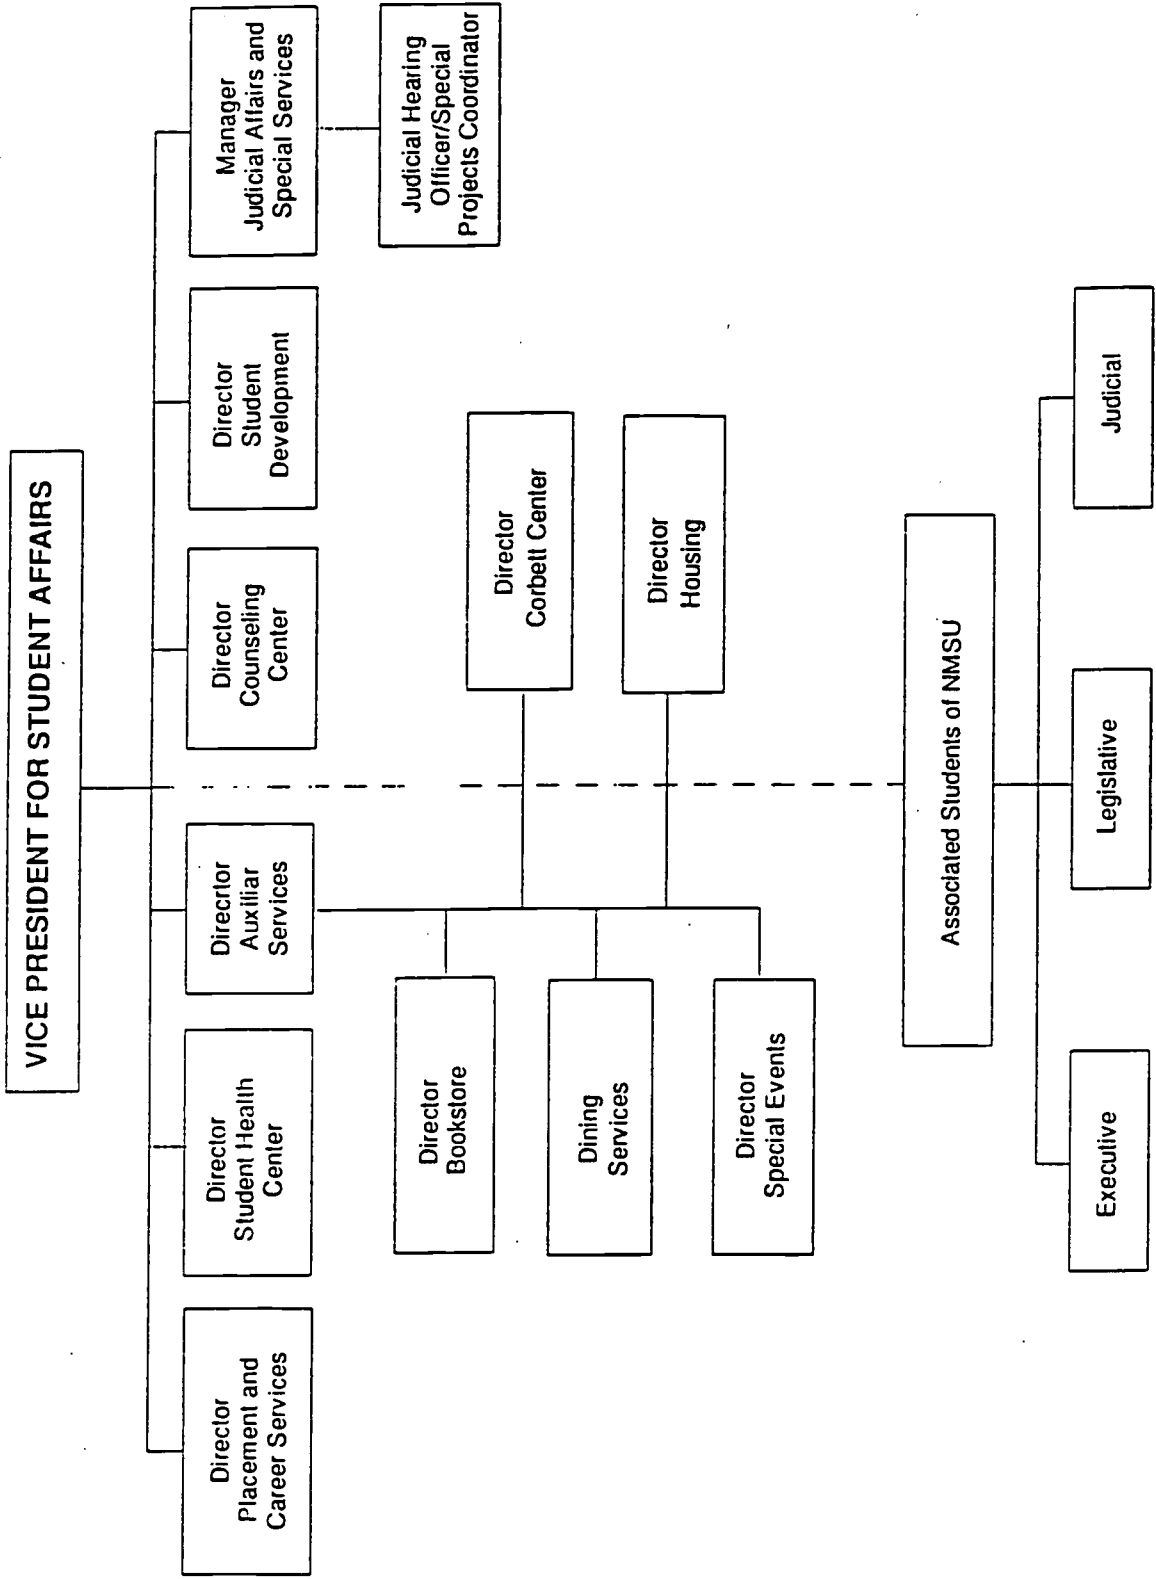 VICE PRESIDENT FOR STUDENT AFFAIRS
Director
Placement and
Career Services
Director
Student Health
Center
Direcrtor
Auxiliar
Services
Director
Counseling
Center
Director
Student
Development
Manager
Judicial Affairs and
Special Services
Judicial Hearing
Officer/Special
Projects Coordinator
Director
Bookstore
Director
Corbett Center
Dining
Services
Director
Housing
Director
Special Events
Associated Students of NMSU
Executive
Legislative
Judicial